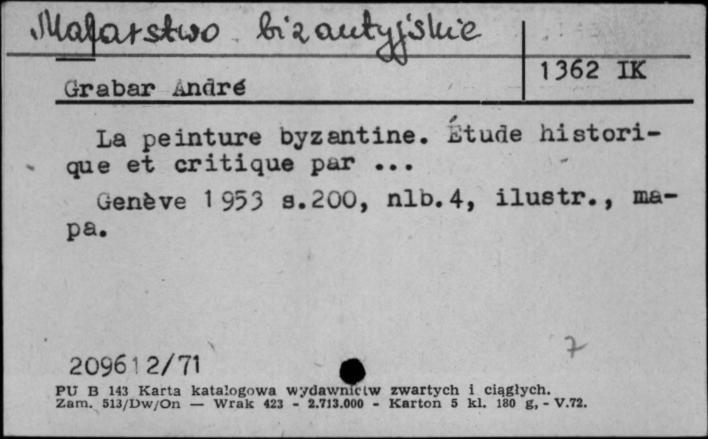 Malarstwo bizantyjskie
Grabar André
1362 IK
La peinture byzantine. Étude histori-
que et critique par ...
Genève 1953 s.200, nlb.4, ilustr., ma-
pa.
7
209612/71
PU B 143 Karta katalogowa wydawnictw zwartych i ciągłych.
Zam. 513/Dw/On — Wrak 423 - 2.713.000 - Karton 5 kl. 180 g, - V.72.